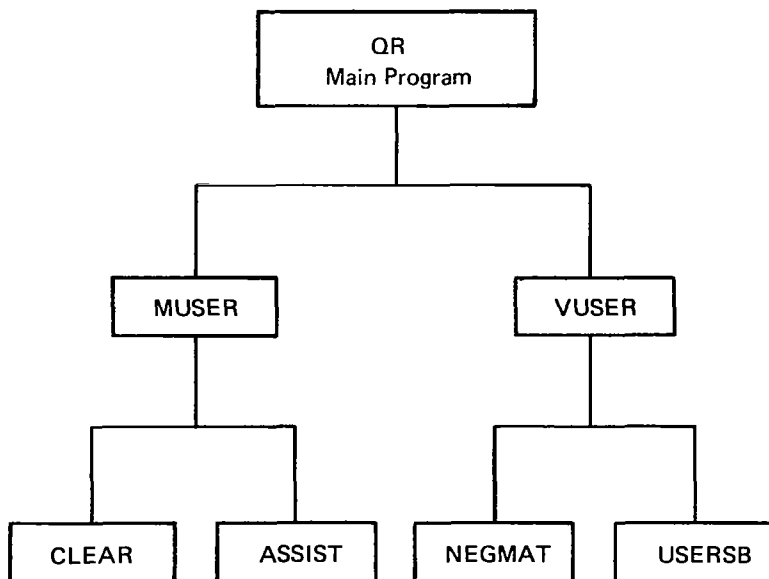 QR
Main Program
MUSER
VUSER
CLEAR
ASSIST
NEGMAT
USERSB